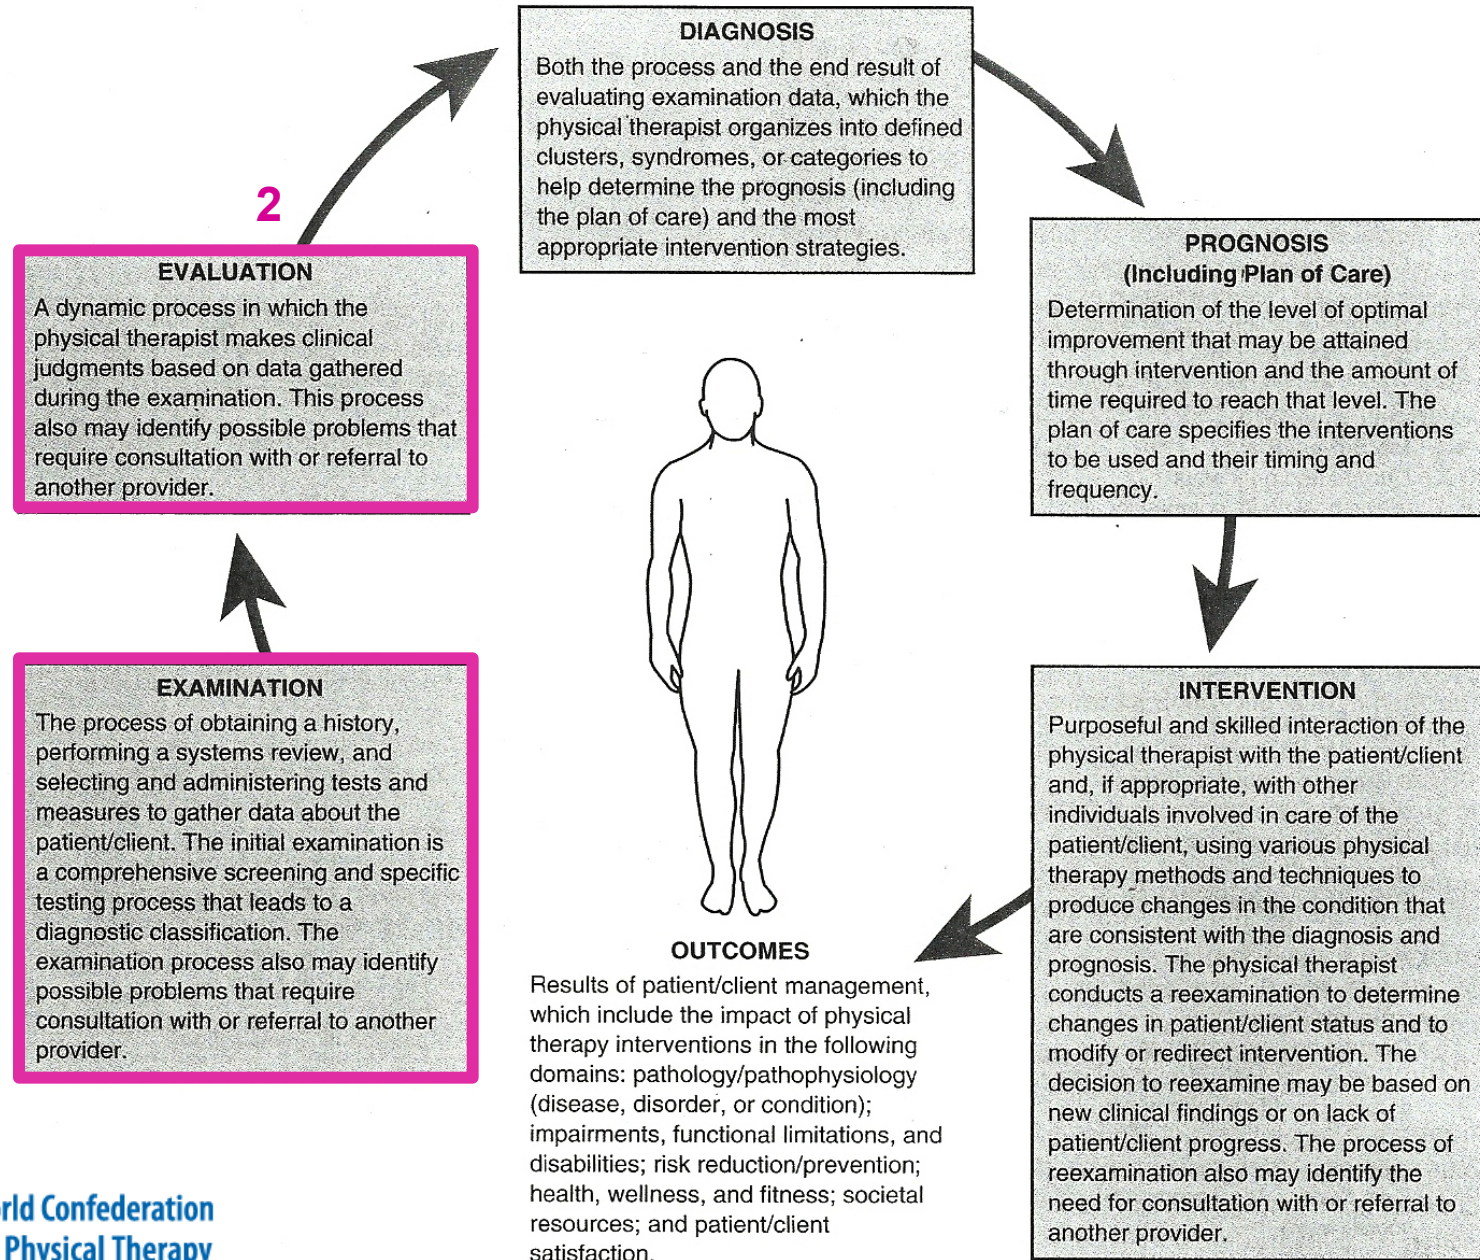 DIAGNOSIS
Both the process and the end result of
evaluating examination data, which the
physical therapist organizes into defined
clusters, syndromes, or categories to
help determine the prognosis (including
the plan of care) and the most
appropriate intervention strategies.
2
EVALUATION
A dynamic process in which the
physical therapist makes clinical
judgments based on data gathered
during the examination. This process
also may identify possible problems that
require consultation with or referral to
another provider.
PROGNOSIS
(Including Plan of Care)
Determination of the level of optimal
improvement that may be attained
through intervention and the amount of
time required to reach that level. The
plan of care specifies the interventions
to be used and their timing and
frequency.
EXAMINATION
The process of obtaining a history,
performing a systems review, and
selecting and administering tests and
measures to gather data about the
patient/client. The initial examination is
a comprehensive screening and specific
testing process that leads to a
diagnostic classification. The
examination process also may identify
possible problems that require
consultation with or referral to another
provider.
INTERVENTION
Purposeful and skilled interaction of the
physical therapist with the patient/client
and, if appropriate, with other
individuals involved in care of the
patient/client, using various physical
therapy methods and techniques to
produce changes in the condition that
are consistent with the diagnosis and
prognosis. The physical therapist
conducts a reexamination to determine
changes in patient/client status and to
modify or redirect intervention. The
decision to reexamine may be based on
new clinical findings or on lack of
patient/client progress. The process of
reexamination also may identify the
need for consultation with or referral to
another provider.
OUTCOMES
Results of patient/client management,
which include the impact of physical
therapy interventions in the following
domains: pathology/pathophysiology
(disease, disorder, or condition);
impairments, functional limitations, and
disabilities; risk reduction/prevention;
health, wellness, and fitness; societal
resources; and patient/client
satisfaction.
rld Confederation
Physical Therapy